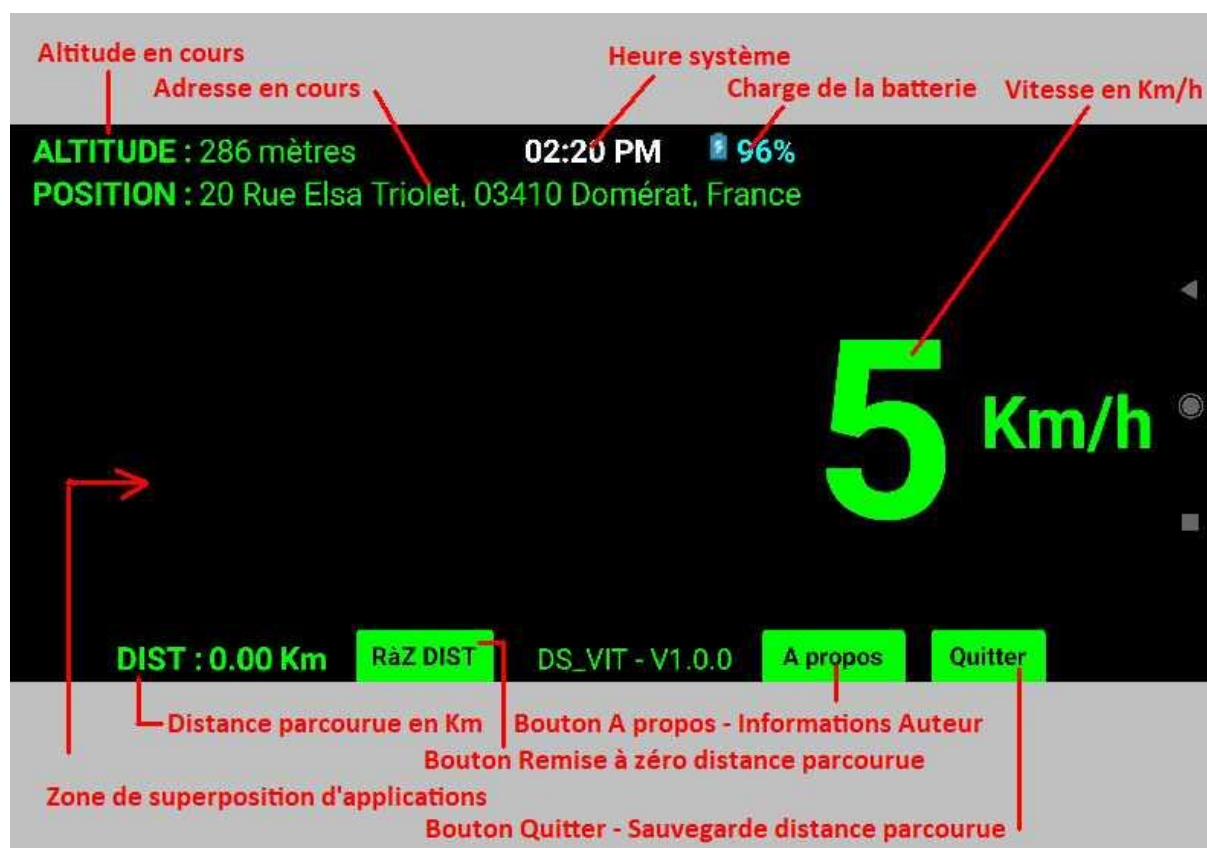 Altitude en cours
Heure système
Adresse en cours
Charge de la batterie
Vitesse en Km/h
ALTITUDE : 286 mètres
02:20 PM
96%
POSITION : 20 Rue Elsa Triolet, 03410 Domérat, France
5 Km/h
DIST : 0.00 Km
RàZ DIST
DS_VIT - V1.0.0
A propos
Quitter
Distance parcourue en Km
Bouton A propos - Informations Auteur
Bouton Remise à zéro distance parcourue
Zone de superposition d'applications
Bouton Quitter - Sauvegarde distance parcourue